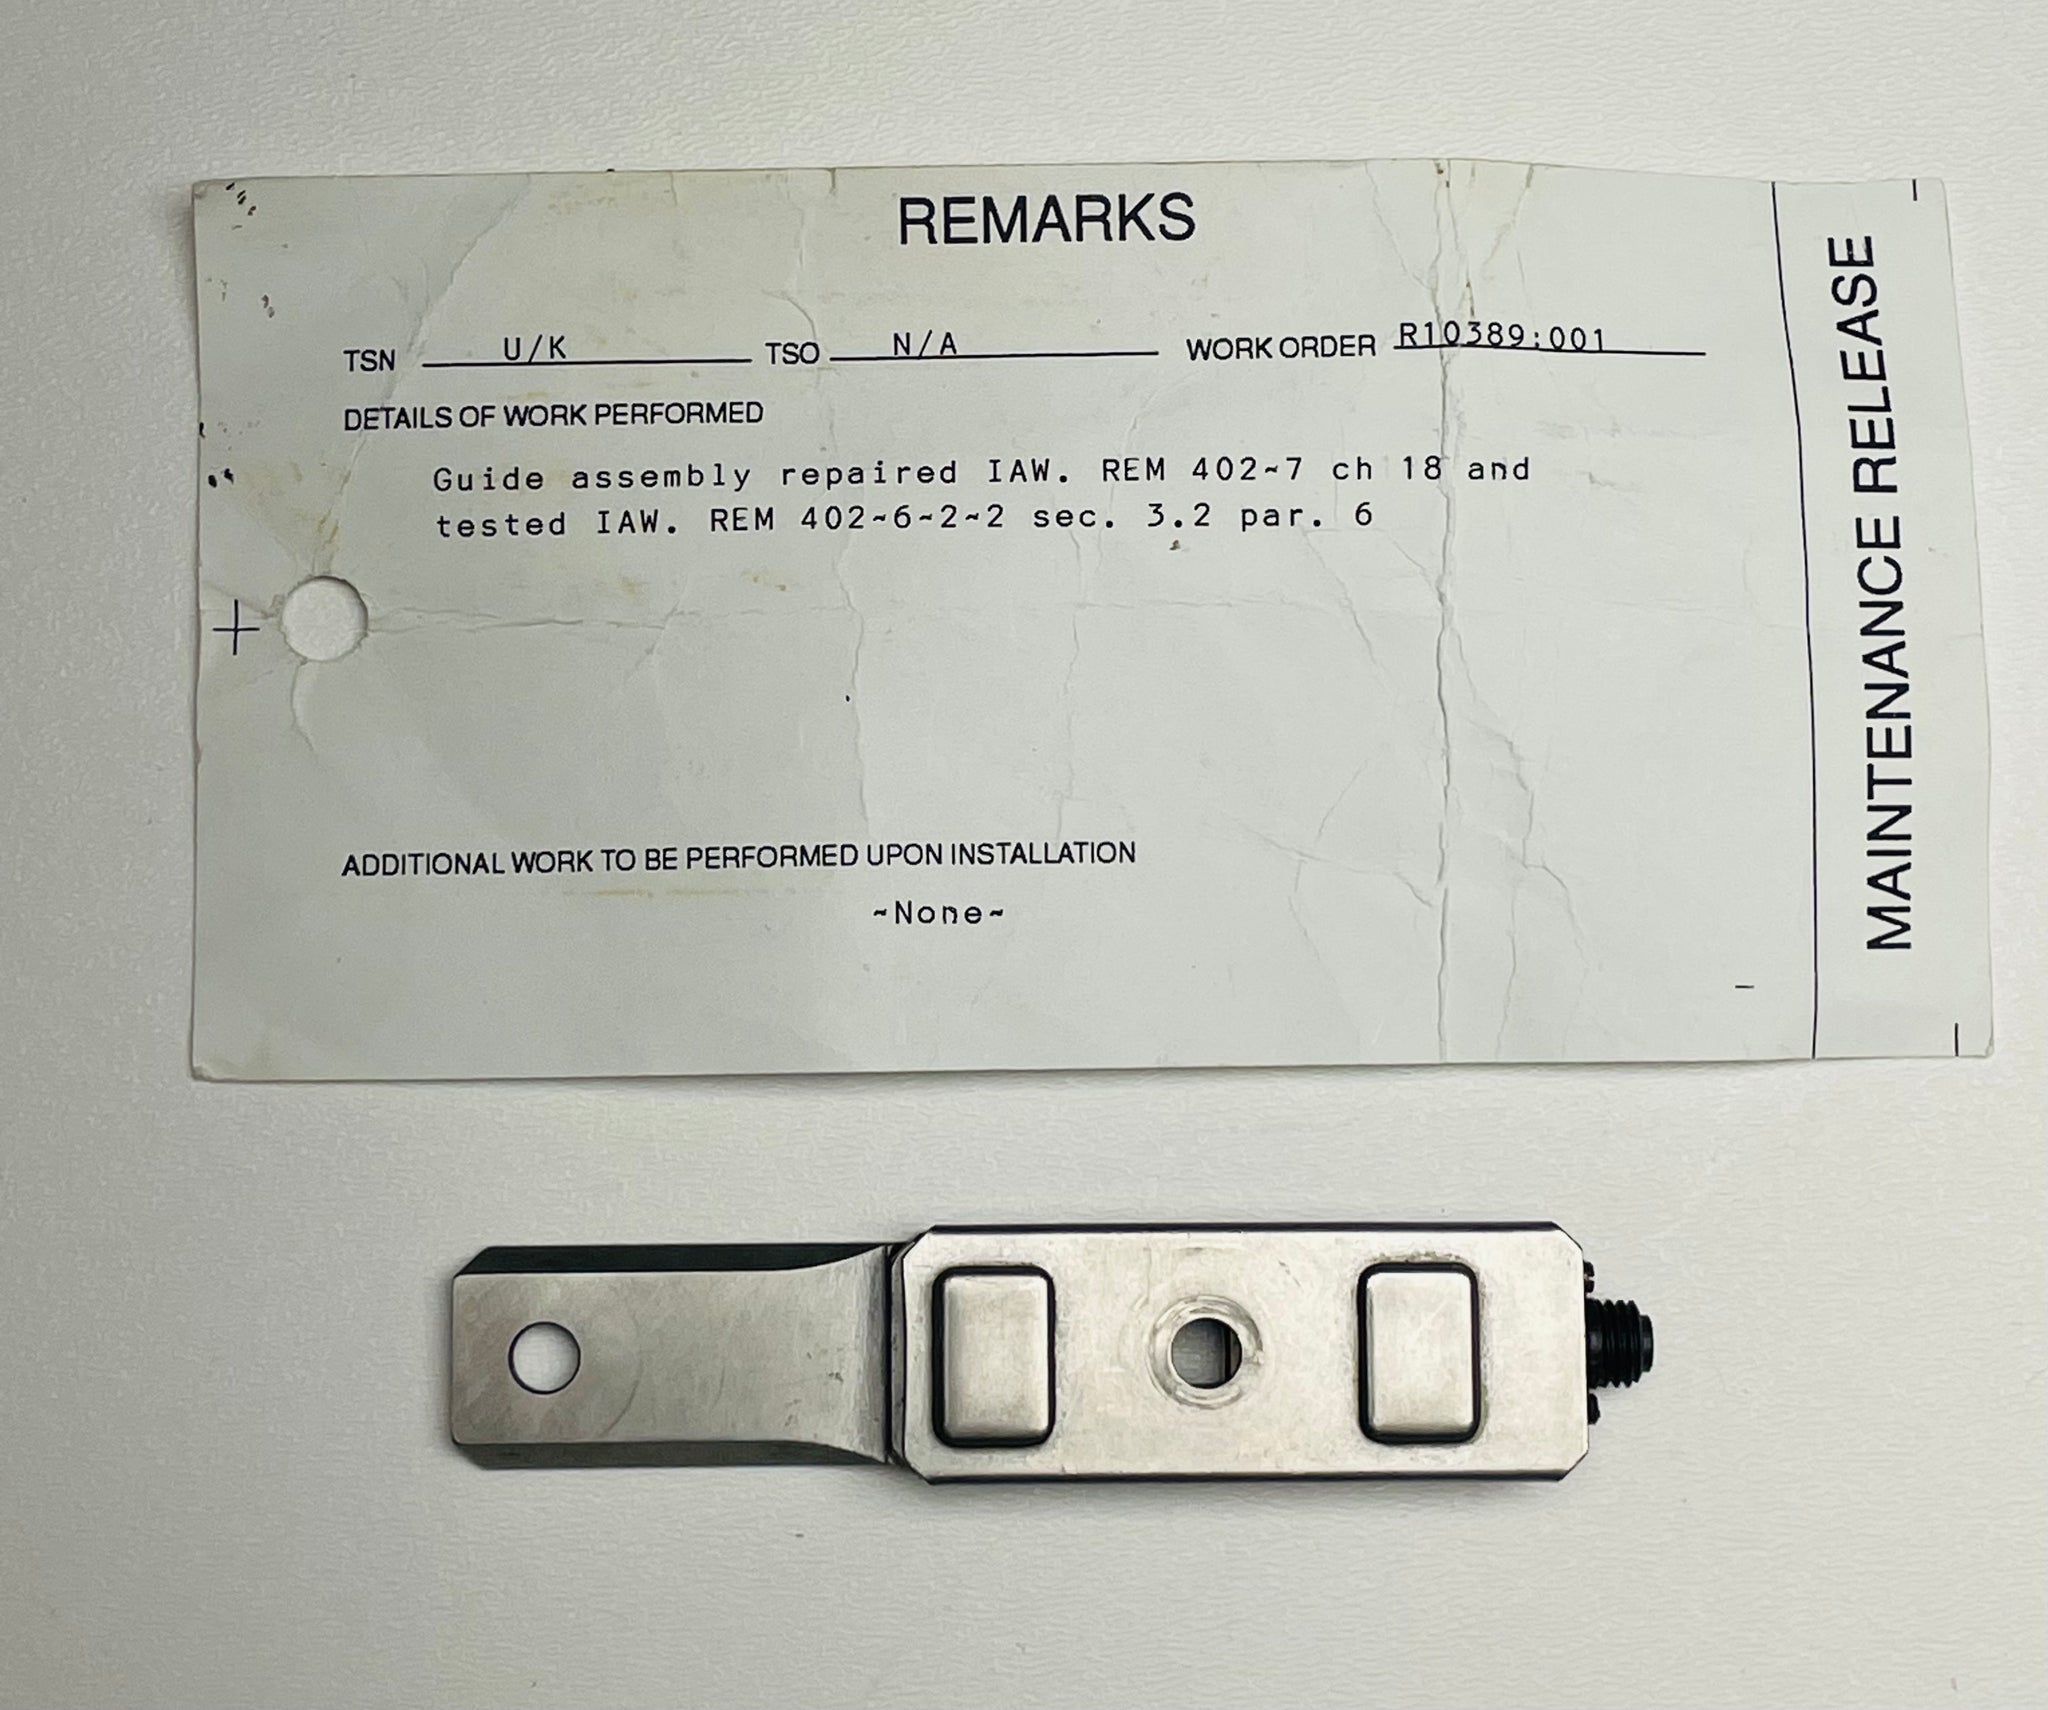 REMARKS
TSN U/K TSO N/A WORK ORDER R10389:001
DETAILS OF WORK PERFORMED
Guide assembly repaired IAW. REM 402~7 ch 18 and
tested IAW. REM 402~6~2~2 sec. 3.2 par. 6
ADDITIONAL WORK TO BE PERFORMED UPON INSTALLATION
~None~
MAINTENANCE RELEASE